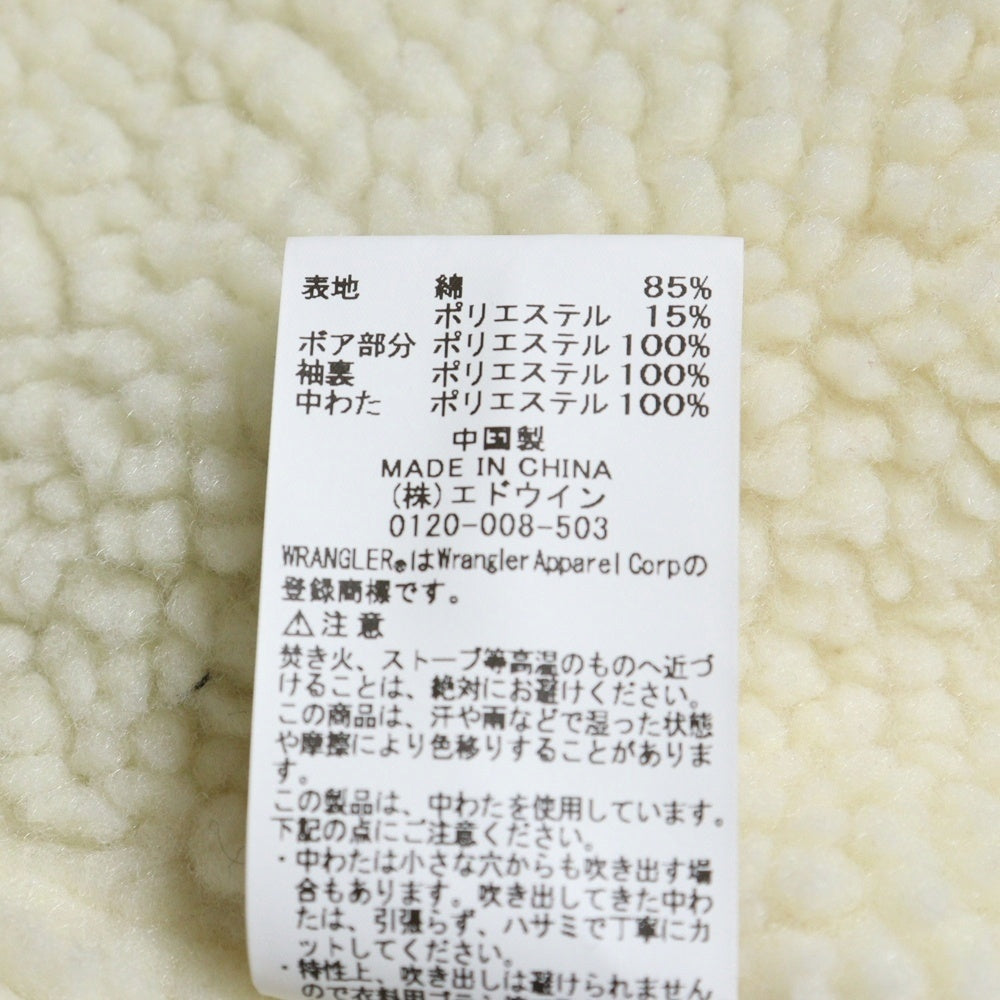 表地 綿 85%
ポリエステル 15%
ボア部分 ポリエステル 100%
袖裏 ポリエステル 100%
中わた ポリエステル 100%
中国製
MADE IN CHINA
(株)エドウイン
0120-008-503
WRANGLER®はWrangler Apparel Corpの
登録商標です。
⚠注意
焚き火、ストーブ等高温のものへ近づ
けることは、絶対にお避けください。
この商品は、汗や雨などで湿った状態
や摩擦により色移りすることがありま
す。
この製品は、中わたを使用しています。
下記の点にご注意ください。
・中わたは小さな穴からも吹き出す場
合もあります。吹き出してきた中わ
たは、引張らず、ハサミで丁寧にカ
ットしてください。
・特性上、吹き出しは避けられません
ので衣料用ブラシ